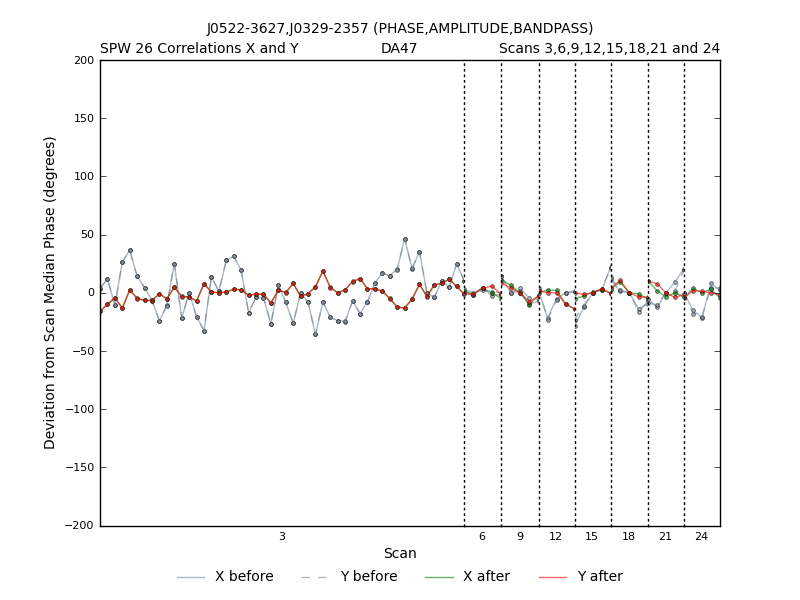 J0522-3627,J0329-2357 (PHASE,AMPLITUDE,BANDPASS)
SPW 26 Correlations X and Y DA47 Scans 3,6,9,12,15,18,21 and 24
Deviation from Scan Median Phase (degrees)
200
150
100
50
0
−50
−100
−150
−200
3 6 9 12 15 18 21 24
Scan
X before Y before X after Y after